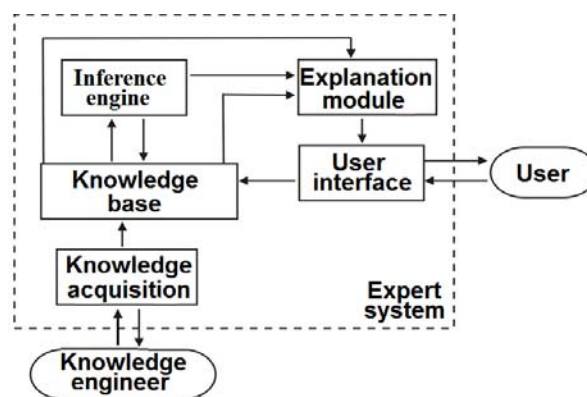 Inference
engine
Explanation
module
Knowledge
base
User
interface
User
Knowledge
acquisition
Expert
system
Knowledge
engineer